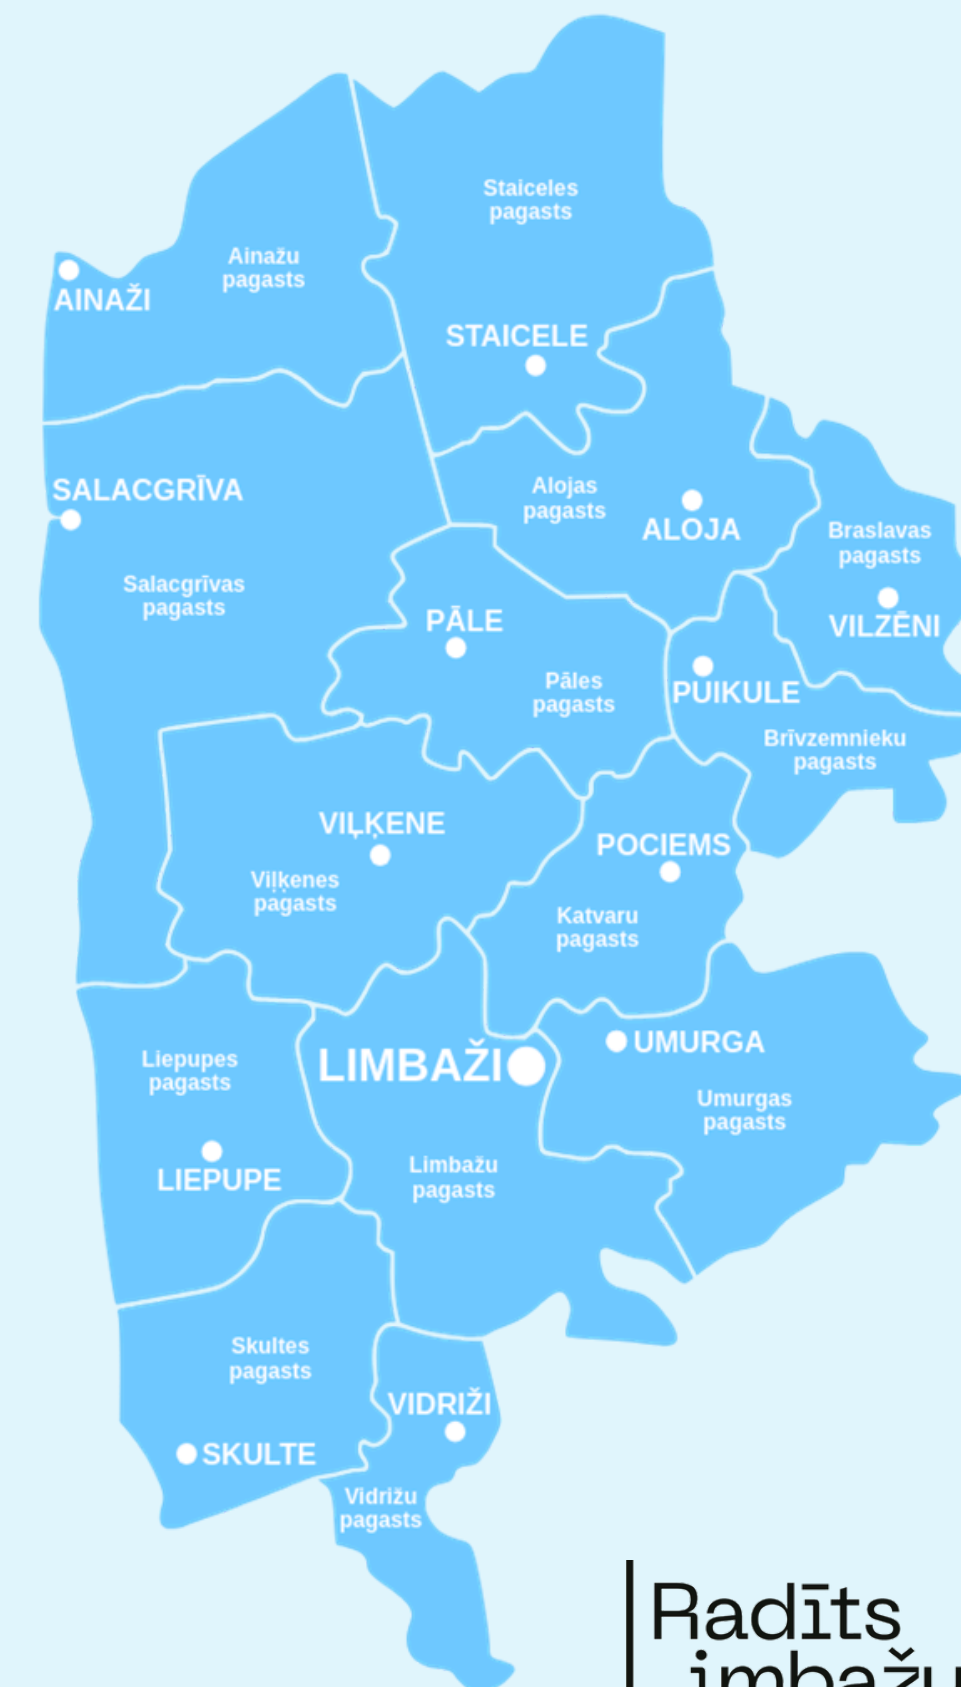 Staiceles
pagasts
Ainažu
pagasts
AINAŽI
STAICELE
SALACGRĪVA
Alojas
pagasts
ALOJA
Braslavas
pagasts
Salacgrīvas
pagasts
PĀLE
VILZĒNI
Pāles
pagasts
PUIKULE
Brīvzemnieku
pagasts
VIĻĶENE
POCIEMS
Viļķenes
pagasts
Katvaru
pagasts
UMURGA
LIMBAŽI
Liepupes
pagasts
Umurgas
pagasts
LIEPUPE
Limbažu
pagasts
Skultes
pagasts
VIDRIŽI
SKULTE
Vidrižu
pagasts
Radīts
imbažu